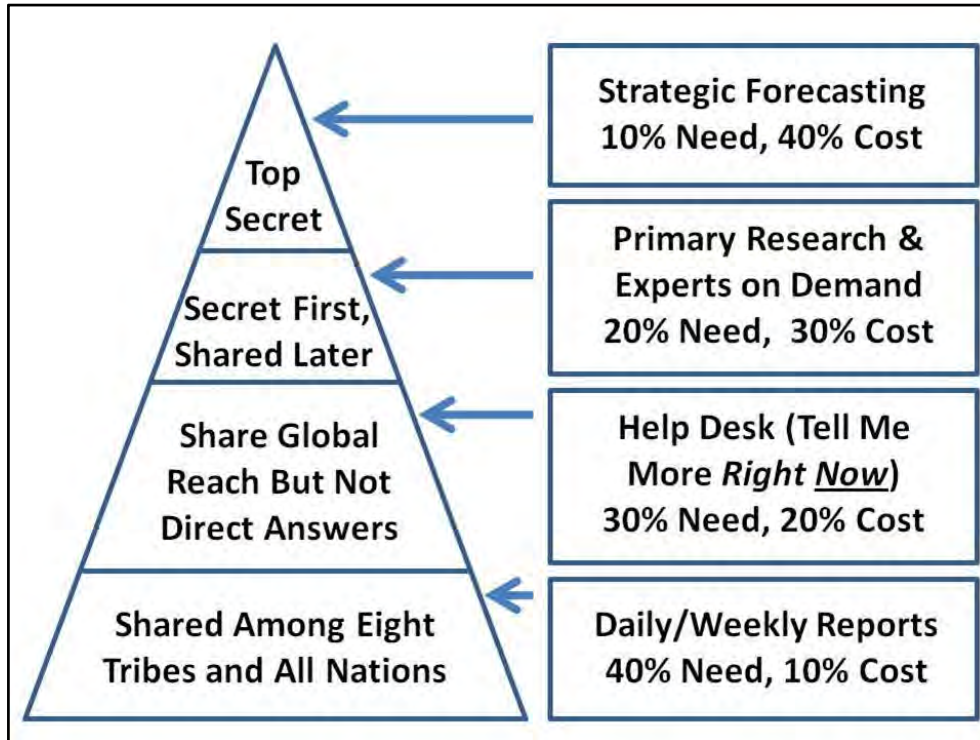 Top
Secret
Strategic Forecasting
10% Need, 40% Cost
Secret First,
Shared Later
Primary Research &
Experts on Demand
20% Need, 30% Cost
Share Global
Reach But Not
Direct Answers
Help Desk (Tell Me
More Right Now)
30% Need, 20% Cost
Shared Among Eight
Tribes and All Nations
Daily/Weekly Reports
40% Need, 10% Cost